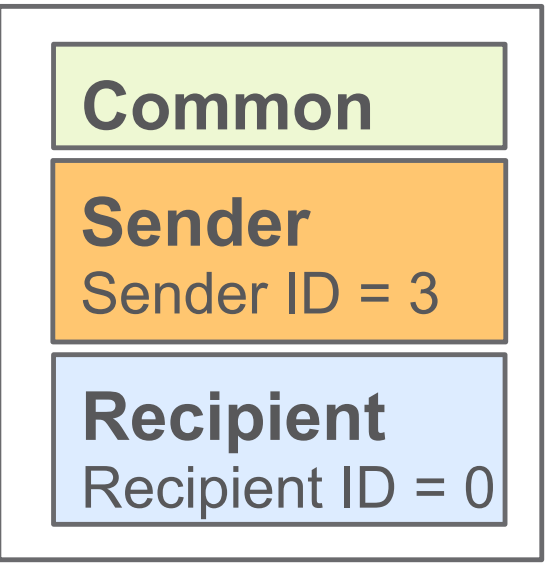 Common
Sender
Sender ID = 3
Recipient
Recipient ID = 0